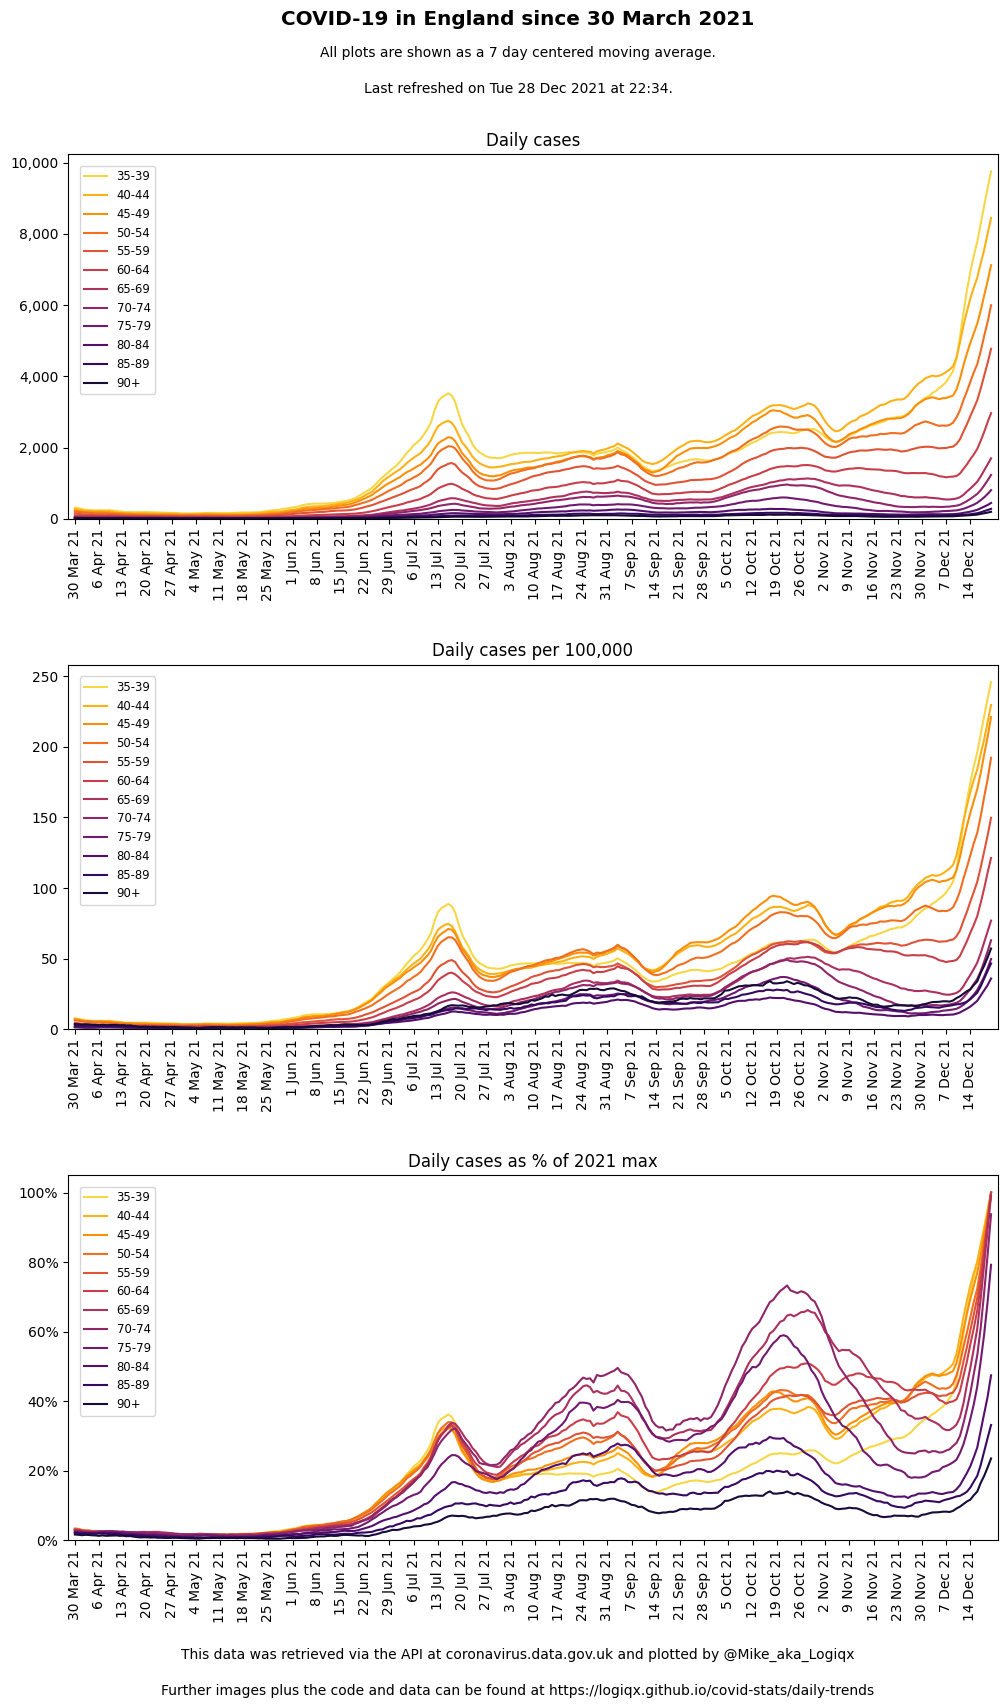 COVID-19 in England since 30 March 2021
All plots are shown as a 7 day centered moving average.
Last refreshed on Tue 28 Dec 2021 at 22:34.
Daily cases
10,000
8,000
6,000
4,000
2,000
0
35-39
40-44
45-49
50-54
55-59
60-64
65-69
70-74
75-79
80-84
85-89
90+
30 Mar 21
6 Apr 21
13 Apr 21
20 Apr 21
27 Apr 21
4 May 21
11 May 21
18 May 21
25 May 21
1 Jun 21
8 Jun 21
15 Jun 21
22 Jun 21
29 Jun 21
6 Jul 21
13 Jul 21
20 Jul 21
27 Jul 21
3 Aug 21
10 Aug 21
17 Aug 21
24 Aug 21
31 Aug 21
7 Sep 21
14 Sep 21
21 Sep 21
28 Sep 21
5 Oct 21
12 Oct 21
19 Oct 21
26 Oct 21
2 Nov 21
9 Nov 21
16 Nov 21
23 Nov 21
30 Nov 21
7 Dec 21
14 Dec 21
Daily cases per 100,000
250
200
150
100
50
0
35-39
40-44
45-49
50-54
55-59
60-64
65-69
70-74
75-79
80-84
85-89
90+
30 Mar 21
6 Apr 21
13 Apr 21
20 Apr 21
27 Apr 21
4 May 21
11 May 21
18 May 21
25 May 21
1 Jun 21
8 Jun 21
15 Jun 21
22 Jun 21
29 Jun 21
6 Jul 21
13 Jul 21
20 Jul 21
27 Jul 21
3 Aug 21
10 Aug 21
17 Aug 21
24 Aug 21
31 Aug 21
7 Sep 21
14 Sep 21
21 Sep 21
28 Sep 21
5 Oct 21
12 Oct 21
19 Oct 21
26 Oct 21
2 Nov 21
9 Nov 21
16 Nov 21
23 Nov 21
30 Nov 21
7 Dec 21
14 Dec 21
Daily cases as % of 2021 max
100%
80%
60%
40%
20%
0%
35-39
40-44
45-49
50-54
55-59
60-64
65-69
70-74
75-79
80-84
85-89
90+
30 Mar 21
6 Apr 21
13 Apr 21
20 Apr 21
27 Apr 21
4 May 21
11 May 21
18 May 21
25 May 21
1 Jun 21
8 Jun 21
15 Jun 21
22 Jun 21
29 Jun 21
6 Jul 21
13 Jul 21
20 Jul 21
27 Jul 21
3 Aug 21
10 Aug 21
17 Aug 21
24 Aug 21
31 Aug 21
7 Sep 21
14 Sep 21
21 Sep 21
28 Sep 21
5 Oct 21
12 Oct 21
19 Oct 21
26 Oct 21
2 Nov 21
9 Nov 21
16 Nov 21
23 Nov 21
30 Nov 21
7 Dec 21
14 Dec 21
This data was retrieved via the API at coronavirus.data.gov.uk and plotted by @Mike_aka_Logiqx
Further images plus the code and data can be found at https://logiqx.github.io/covid-stats/daily-trends